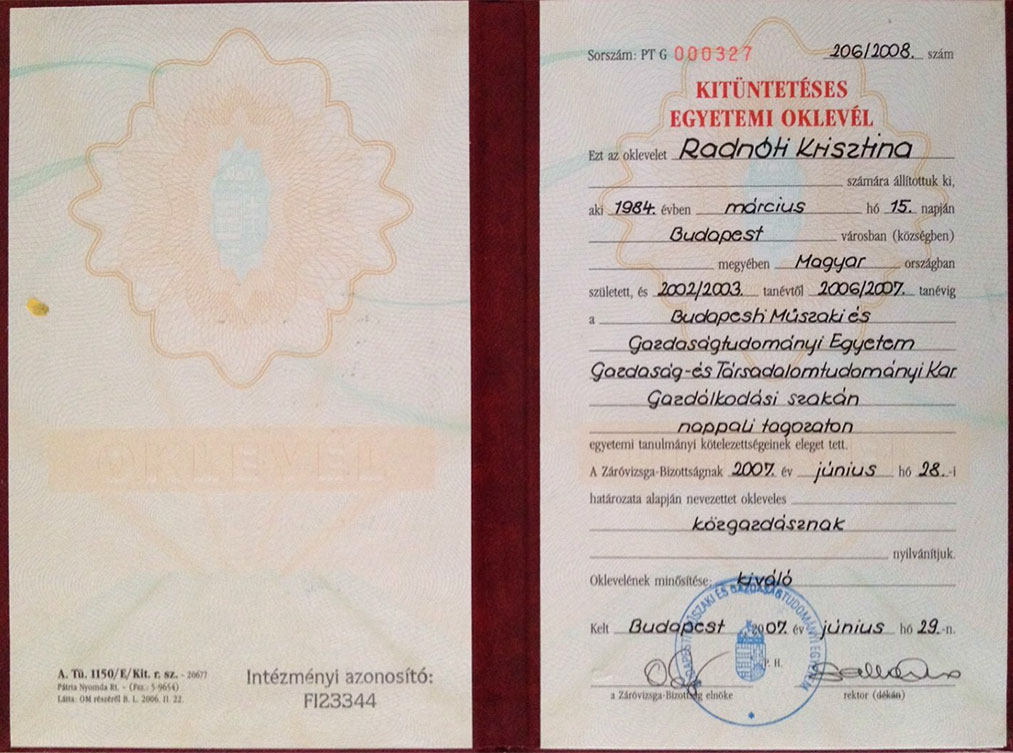 OKLEVÉL
A. Tü. 1150/E/Kit. r. sz. - 20677
Pátria Nyomda Rt. - (Fsz.: 5-9654)
Látta: OM részéről B. L. 2006. 11. 22.
Intézményi azonosító:
FI23344
Sorszám: PT G 000327 206/2008. szám
KITÜNTETÉSES
EGYETEMI OKLEVÉL
Ezt az oklevelet Radnóti Krisztina
számára állítottuk ki,
aki 1984. évben március hó 15. napján
Budapest városban (községben)
megyében Magyar országban
született, és 2002/2003. tanévtől 2006/2007. tanévig
a Budapesti Műszaki és
Gazdaságtudományi Egyetem
Gazdaság-és Társadalomtudományi Kar
Gazdálkodási szakán
nappali tagozaton
egyetemi tanulmányi kötelezettségeinek eleget tett.
A Záróvizsga-Bizottságnak 2007. év június hó 28.-i
határozata alapján nevezettet okleveles
közgazdásznak
nyilvánítjuk.
Oklevelének minősítése: kiváló
Kelt Budapest 2007. év június hó 29.-n.
P. H.
a Záróvizsga-Bizottság elnöke rektor (dékán)
BUDAPESTI MŰSZAKI ÉS GAZDASÁGTUDOMÁNYI EGYETEM